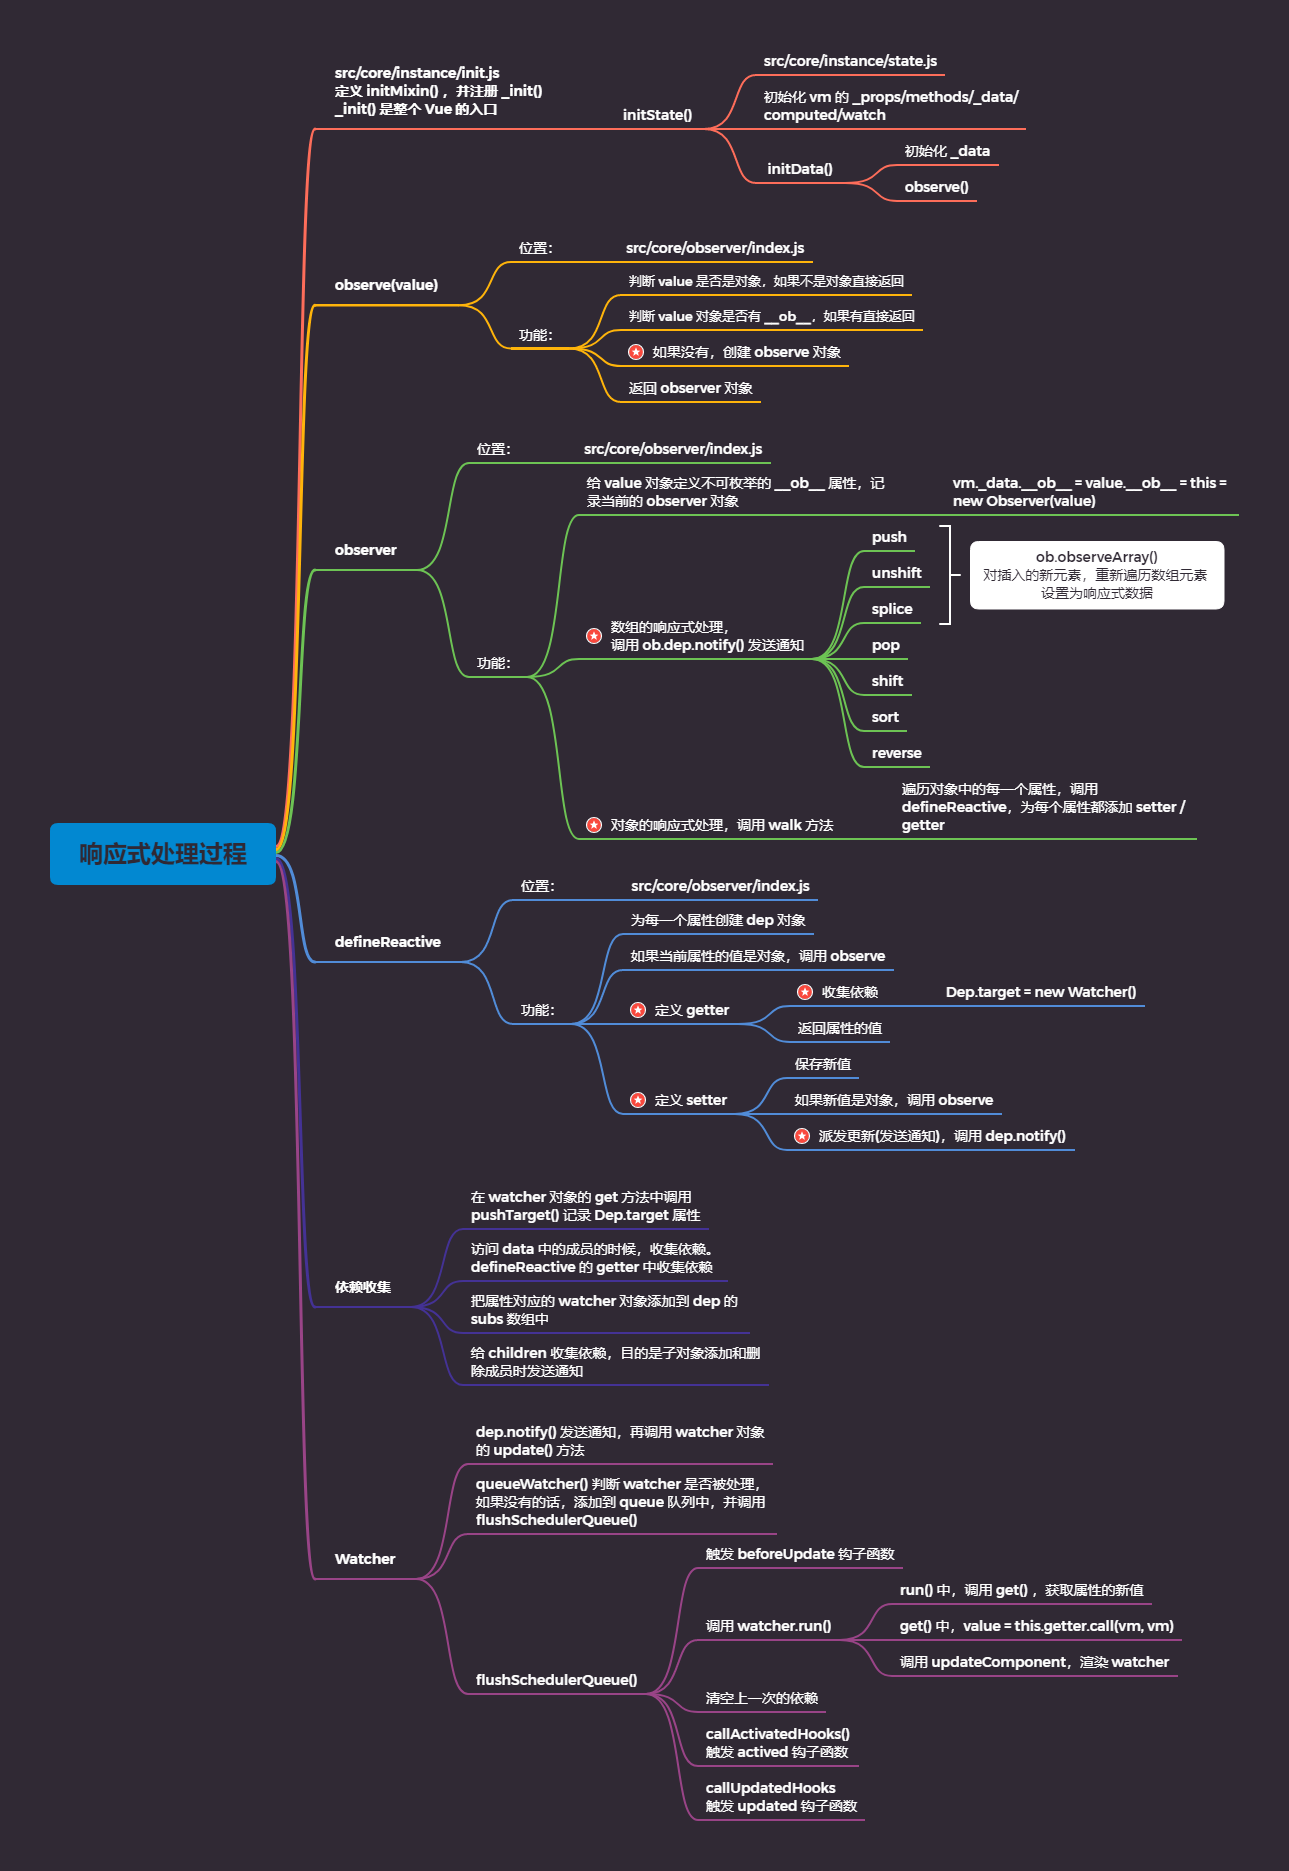 响应式处理过程
src/core/instance/init.js
定义 initMixin() ，并注册 _init()
_init() 是整个 Vue 的入口
initState()
src/core/instance/state.js
初始化 vm 的 _props/methods/_data/
computed/watch
initData()
初始化 _data
observe()
observe(value)
位置：
src/core/observer/index.js
功能：
判断 value 是否是对象，如果不是对象直接返回
判断 value 对象是否有 __ob__，如果有直接返回
如果没有，创建 observe 对象
返回 observer 对象
observer
位置：
src/core/observer/index.js
功能：
给 value 对象定义不可枚举的 __ob__ 属性，记
录当前的 observer 对象
vm._data.__ob__ = value.__ob__ = this =
new Observer(value)
数组的响应式处理，
调用 ob.dep.notify() 发送通知
push
unshift
splice
pop
shift
sort
reverse
ob.observeArray()
对插入的新元素，重新遍历数组元素
设置为响应式数据
对象的响应式处理，调用 walk 方法
遍历对象中的每一个属性，调用
defineReactive，为每个属性都添加 setter /
getter
defineReactive
位置：
src/core/observer/index.js
功能：
为每一个属性创建 dep 对象
如果当前属性的值是对象，调用 observe
定义 getter
收集依赖
Dep.target = new Watcher()
返回属性的值
定义 setter
保存新值
如果新值是对象，调用 observe
派发更新(发送通知)，调用 dep.notify()
依赖收集
在 watcher 对象的 get 方法中调用
pushTarget() 记录 Dep.target 属性
访问 data 中的成员的时候，收集依赖。
defineReactive 的 getter 中收集依赖
把属性对应的 watcher 对象添加到 dep 的
subs 数组中
给 children 收集依赖，目的是子对象添加和删
除成员时发送通知
Watcher
dep.notify() 发送通知，再调用 watcher 对象
的 update() 方法
queueWatcher() 判断 watcher 是否被处理，
如果没有的话，添加到 queue 队列中，并调用
flushSchedulerQueue()
flushSchedulerQueue()
触发 beforeUpdate 钩子函数
调用 watcher.run()
run() 中，调用 get() ，获取属性的新值
get() 中，value = this.getter.call(vm, vm)
调用 updateComponent，渲染 watcher
清空上一次的依赖
callActivatedHooks()
触发 actived 钩子函数
callUpdatedHooks
触发 updated 钩子函数